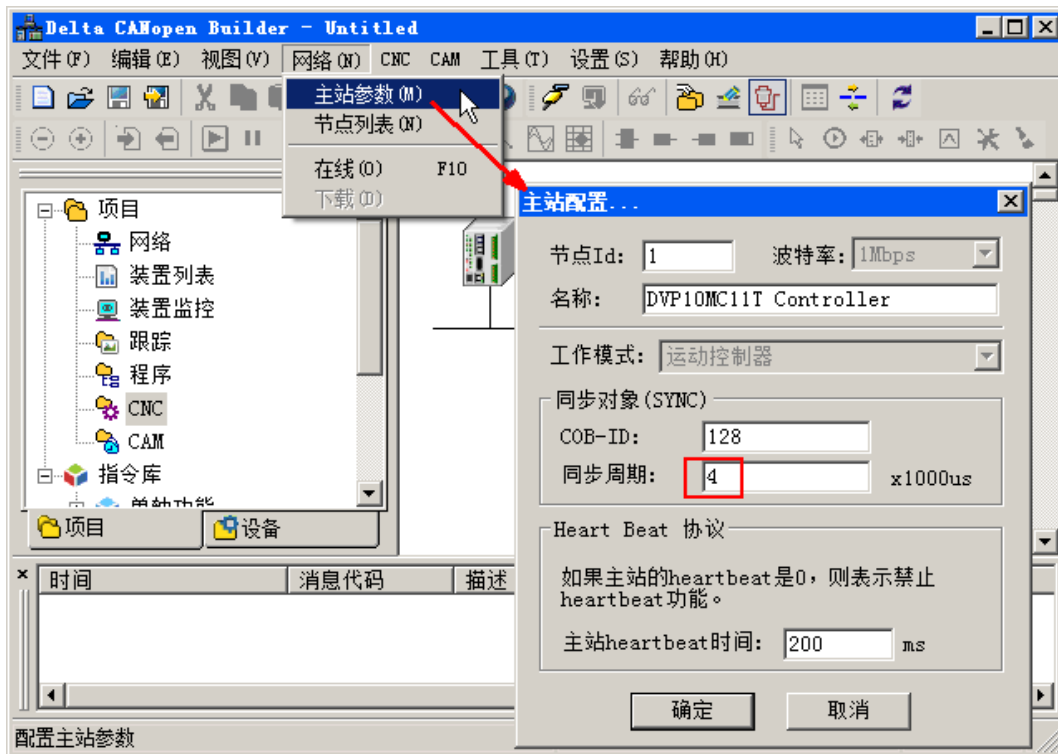 Delta CANopen Builder - Untitled
文件(F) 编辑(E) 视图(V) 网络(N) CNC CAM 工具(T) 设置(S) 帮助(H)
主站参数(M)
节点列表(N)
在线(O) F10
下载(D)
项目
网络
装置列表
装置监控
跟踪
程序
CNC
CAM
指令库
单轴功能
项目 设备
主站配置...
节点Id: 1 波特率: 1Mbps
名称: DVP10MC11T Controller
工作模式: 运动控制器
同步对象(SYNC)
COB-ID: 128
同步周期: 4 x1000us
Heart Beat 协议
如果主站的heartbeat是0，则表示禁止
heartbeat功能。
主站heartbeat时间: 200 ms
确定 取消
时间 消息代码 描述
配置主站参数